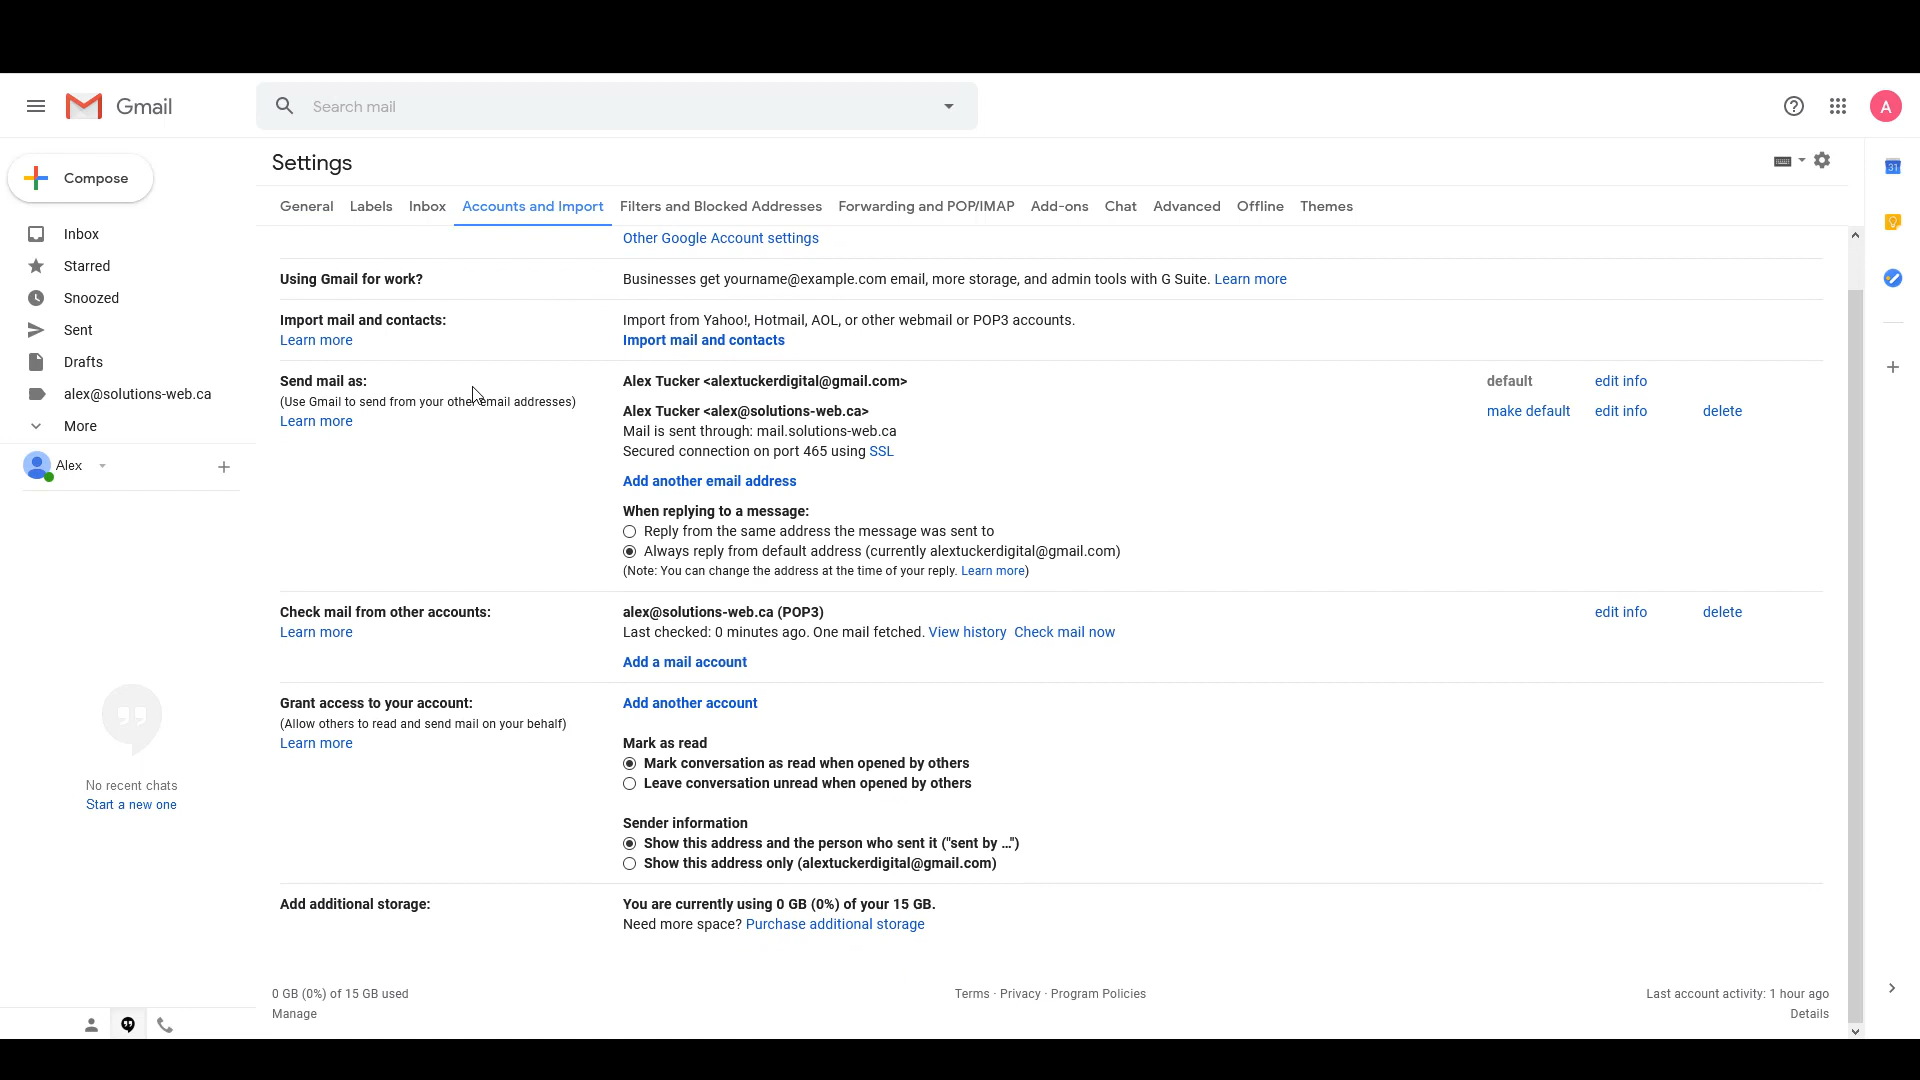 Gmail
Search mail
A
Compose
Inbox
Starred
Snoozed
Sent
Drafts
alex@solutions-web.ca
More
Alex
No recent chats
Start a new one
Settings
General Labels Inbox Accounts and Import Filters and Blocked Addresses Forwarding and POP/IMAP Add-ons Chat Advanced Offline Themes
Other Google Account settings
Using Gmail for work? Businesses get yourname@example.com email, more storage, and admin tools with G Suite. Learn more
Import mail and contacts: Import from Yahoo!, Hotmail, AOL, or other webmail or POP3 accounts.
Learn more Import mail and contacts
Send mail as: Alex Tucker <alextuckerdigital@gmail.com> default edit info
(Use Gmail to send from your other email addresses)
Learn more
Alex Tucker <alex@solutions-web.ca> make default edit info delete
Mail is sent through: mail.solutions-web.ca
Secured connection on port 465 using SSL
Add another email address
When replying to a message:
Reply from the same address the message was sent to
Always reply from default address (currently alextuckerdigital@gmail.com)
(Note: You can change the address at the time of your reply. Learn more)
Check mail from other accounts: alex@solutions-web.ca (POP3) edit info delete
Learn more Last checked: 0 minutes ago. One mail fetched. View history Check mail now
Add a mail account
Grant access to your account: Add another account
(Allow others to read and send mail on your behalf)
Learn more
Mark as read
Mark conversation as read when opened by others
Leave conversation unread when opened by others
Sender information
Show this address and the person who sent it ("sent by ...")
Show this address only (alextuckerdigital@gmail.com)
Add additional storage: You are currently using 0 GB (0%) of your 15 GB.
Need more space? Purchase additional storage
0 GB (0%) of 15 GB used
Manage
Terms · Privacy · Program Policies
Last account activity: 1 hour ago
Details
31